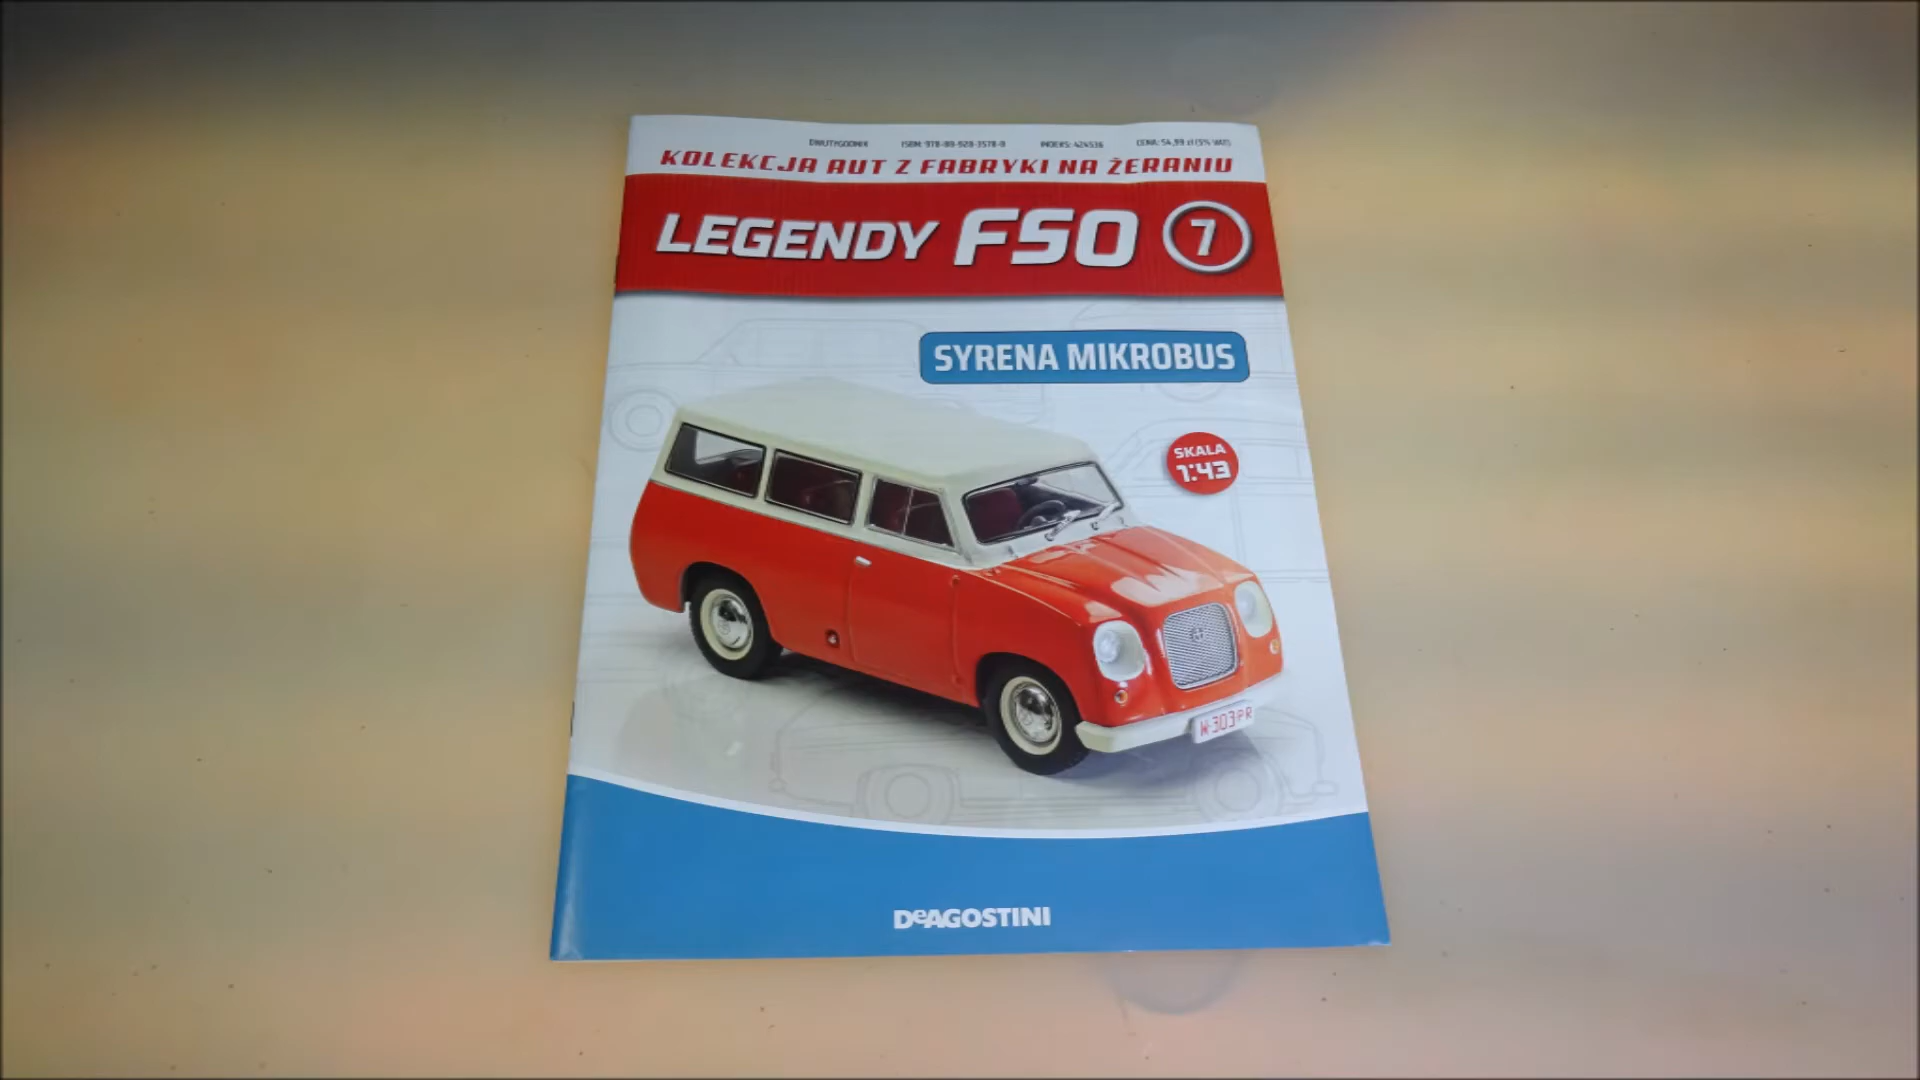 DWUTYGODNIK ISBN: 978-88-928-3578-8 INDEKS: 424536 CENA: 54,99 zł (5% VAT)
KOLEKCJA AUT Z FABRYKI NA ŻERANIU
LEGENDY FSO 7
SYRENA MIKROBUS
SKALA
1:43
W·303PR
DeAGOSTINI